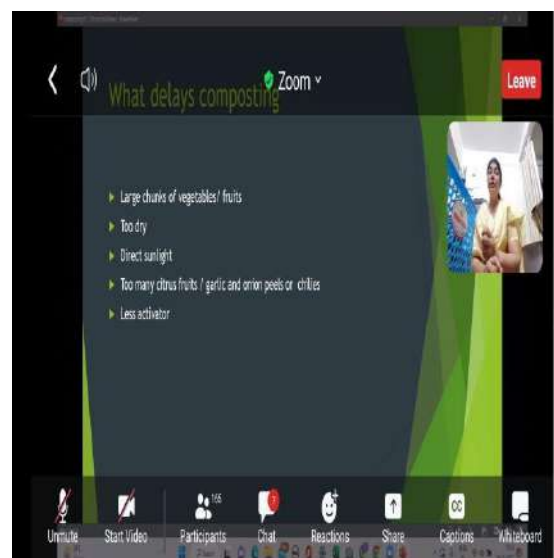 Zoom
Leave
What delays composting
Large chunks of vegetables/ fruits
Too dry
Direct sunlight
Too many citrus fruits / garlic and onion peels or chillies
Less activator
165
7
CC
Unmute
Start Video
Participants
Chat
Reactions
Share
Captions
Whiteboard